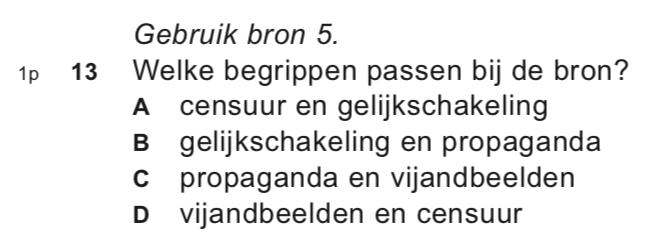 Gebruik bron 5.
1p 13 Welke begrippen passen bij de bron?
A censuur en gelijkschakeling
B gelijkschakeling en propaganda
C propaganda en vijandbeelden
D vijandbeelden en censuur